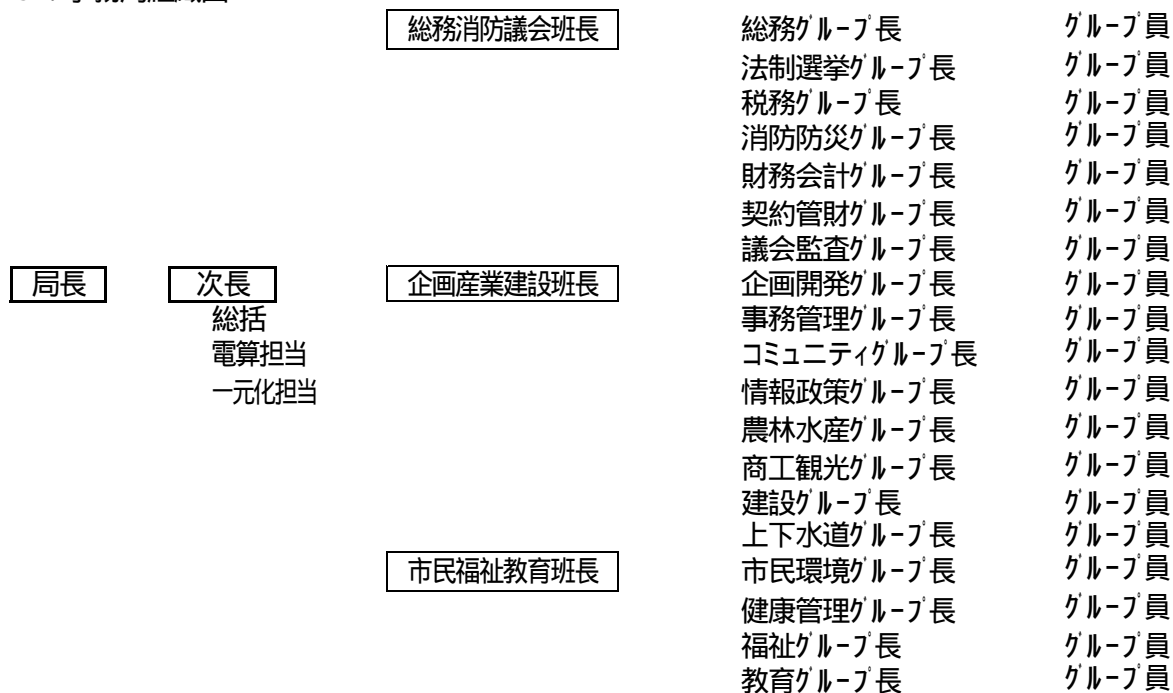 総務消防議会班長 総務ｸﾞﾙｰﾌﾟ長 ｸﾞﾙｰﾌﾟ員
法制選挙ｸﾞﾙｰﾌﾟ長 ｸﾞﾙｰﾌﾟ員
税務ｸﾞﾙｰﾌﾟ長 ｸﾞﾙｰﾌﾟ員
消防防災ｸﾞﾙｰﾌﾟ長 ｸﾞﾙｰﾌﾟ員
財務会計ｸﾞﾙｰﾌﾟ長 ｸﾞﾙｰﾌﾟ員
契約管財ｸﾞﾙｰﾌﾟ長 ｸﾞﾙｰﾌﾟ員
議会監査ｸﾞﾙｰﾌﾟ長 ｸﾞﾙｰﾌﾟ員
局長 次長 企画産業建設班長 企画開発ｸﾞﾙｰﾌﾟ長 ｸﾞﾙｰﾌﾟ員
総括 事務管理ｸﾞﾙｰﾌﾟ長 ｸﾞﾙｰﾌﾟ員
電算担当 コミュニティｸﾞﾙｰﾌﾟ長 ｸﾞﾙｰﾌﾟ員
一元化担当 情報政策ｸﾞﾙｰﾌﾟ長 ｸﾞﾙｰﾌﾟ員
農林水産ｸﾞﾙｰﾌﾟ長 ｸﾞﾙｰﾌﾟ員
商工観光ｸﾞﾙｰﾌﾟ長 ｸﾞﾙｰﾌﾟ員
建設ｸﾞﾙｰﾌﾟ長 ｸﾞﾙｰﾌﾟ員
上下水道ｸﾞﾙｰﾌﾟ長 ｸﾞﾙｰﾌﾟ員
市民福祉教育班長 市民環境ｸﾞﾙｰﾌﾟ長 ｸﾞﾙｰﾌﾟ員
健康管理ｸﾞﾙｰﾌﾟ長 ｸﾞﾙｰﾌﾟ員
福祉ｸﾞﾙｰﾌﾟ長 ｸﾞﾙｰﾌﾟ員
教育ｸﾞﾙｰﾌﾟ長 ｸﾞﾙｰﾌﾟ員